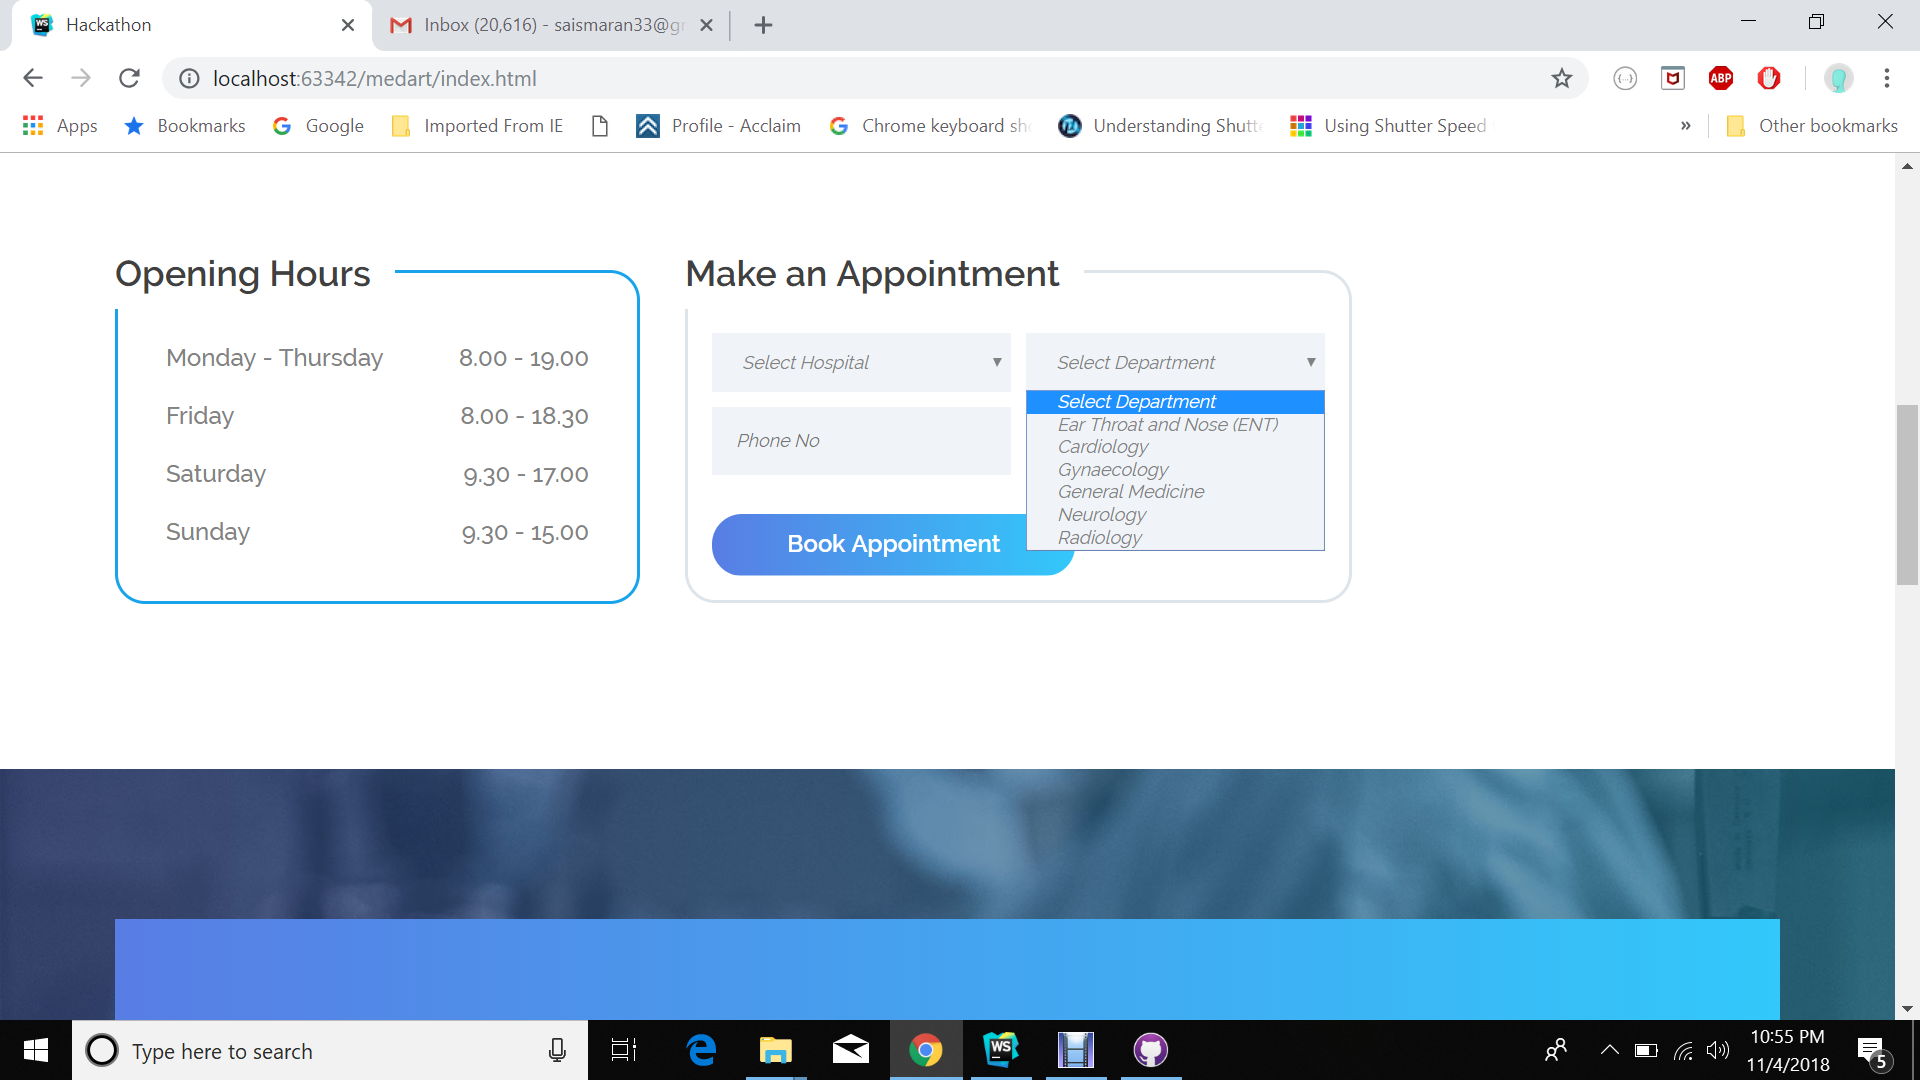 Hackathon
Inbox (20,616) - saismaran33@g
localhost:63342/medart/index.html
ABP
Apps Bookmarks Google Imported From IE Profile - Acclaim Chrome keyboard sh Understanding Shutt Using Shutter Speed » Other bookmarks
Opening Hours
Monday - Thursday 8.00 - 19.00
Friday 8.00 - 18.30
Saturday 9.30 - 17.00
Sunday 9.30 - 15.00
Make an Appointment
Select Hospital
Select Department
Select Department
Ear Throat and Nose (ENT)
Cardiology
Gynaecology
General Medicine
Neurology
Radiology
Phone No
Book Appointment
Type here to search
WS
10:55 PM
11/4/2018
5